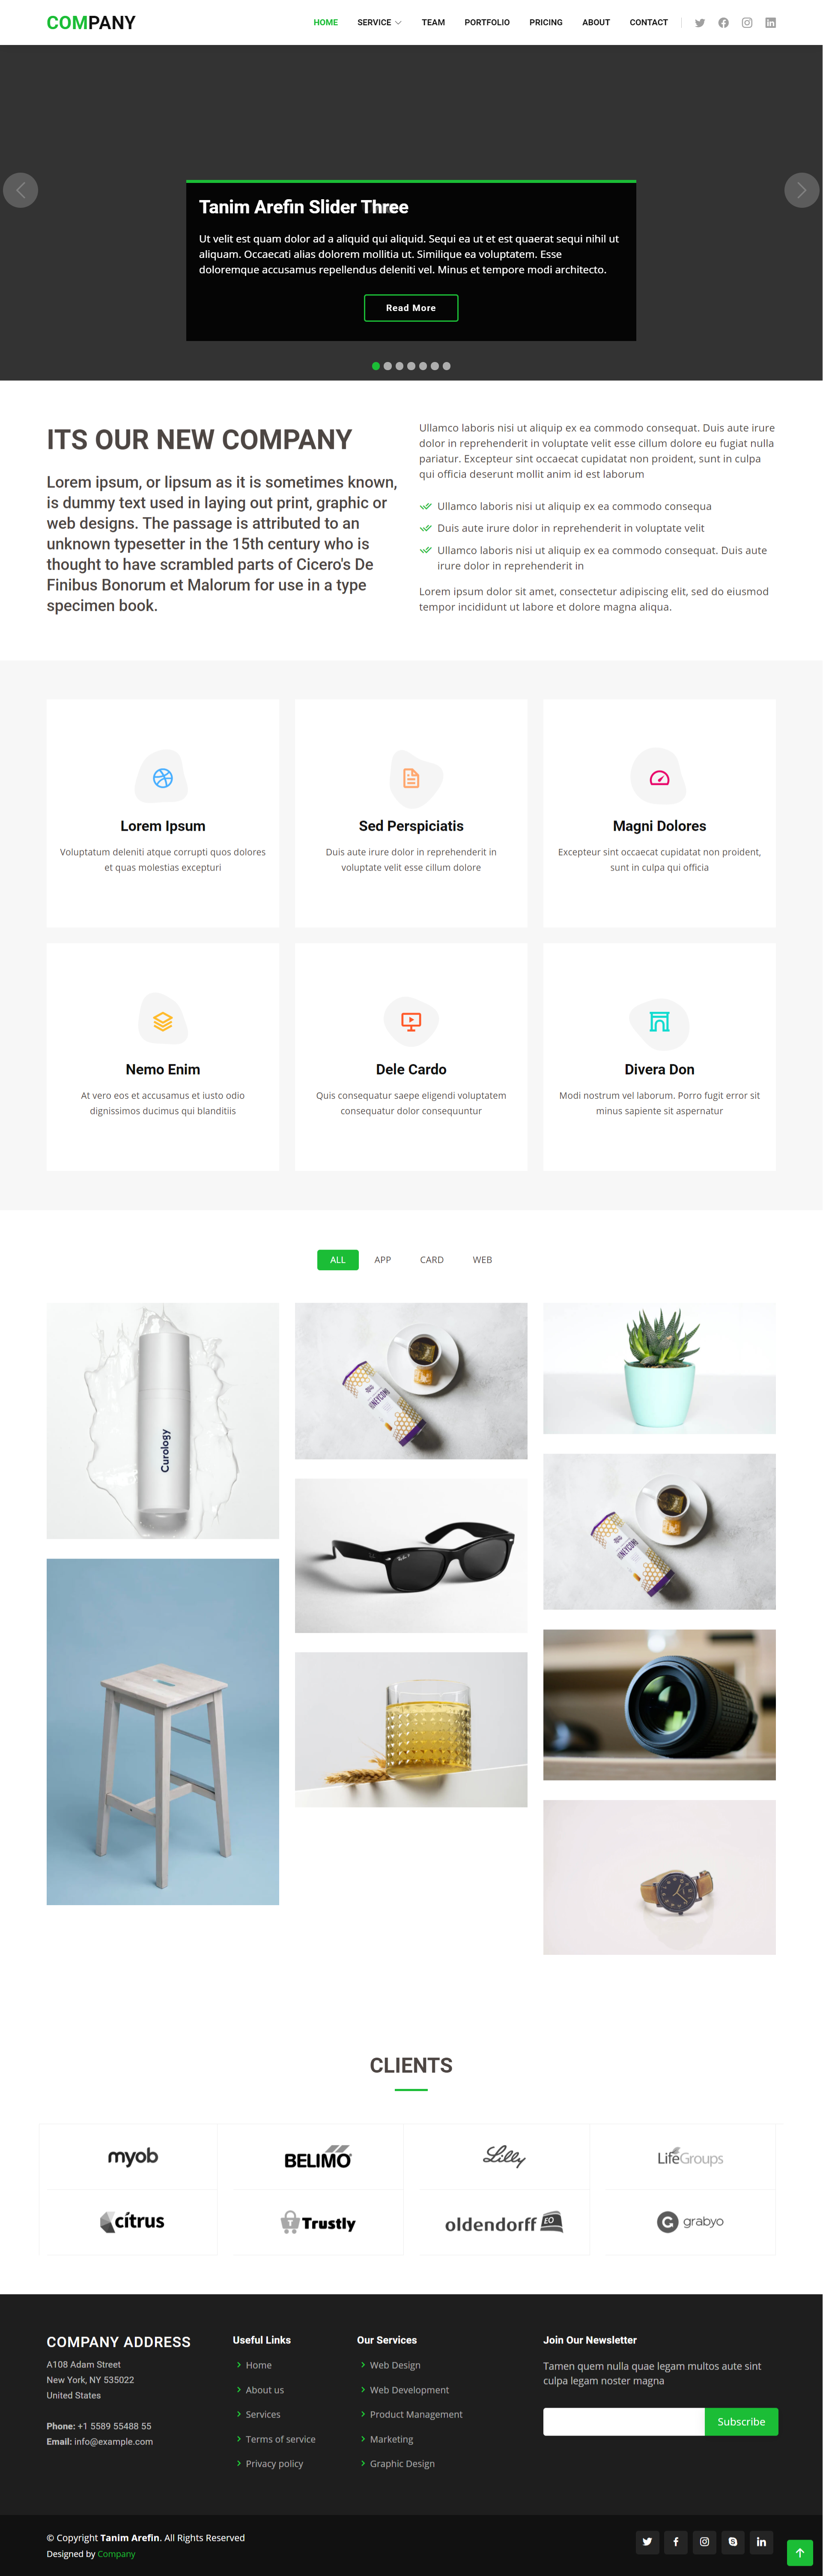 COMPANY
HOME SERVICE TEAM PORTFOLIO PRICING ABOUT CONTACT
Tanim Arefin Slider Three
Ut velit est quam dolor ad a aliquid qui aliquid. Sequi ea ut et est quaerat sequi nihil ut
aliquam. Occaecati alias dolorem mollitia ut. Similique ea voluptatem. Esse
doloremque accusamus repellendus deleniti vel. Minus et tempore modi architecto.
Read More
ITS OUR NEW COMPANY
Lorem ipsum, or lipsum as it is sometimes known,
is dummy text used in laying out print, graphic or
web designs. The passage is attributed to an
unknown typesetter in the 15th century who is
thought to have scrambled parts of Cicero's De
Finibus Bonorum et Malorum for use in a type
specimen book.
Ullamco laboris nisi ut aliquip ex ea commodo consequat. Duis aute irure
dolor in reprehenderit in voluptate velit esse cillum dolore eu fugiat nulla
pariatur. Excepteur sint occaecat cupidatat non proident, sunt in culpa
qui officia deserunt mollit anim id est laborum
Ullamco laboris nisi ut aliquip ex ea commodo consequa
Duis aute irure dolor in reprehenderit in voluptate velit
Ullamco laboris nisi ut aliquip ex ea commodo consequat. Duis aute
irure dolor in reprehenderit in
Lorem ipsum dolor sit amet, consectetur adipiscing elit, sed do eiusmod
tempor incididunt ut labore et dolore magna aliqua.
Lorem Ipsum
Voluptatum deleniti atque corrupti quos dolores
et quas molestias excepturi
Sed Perspiciatis
Duis aute irure dolor in reprehenderit in
voluptate velit esse cillum dolore
Magni Dolores
Excepteur sint occaecat cupidatat non proident,
sunt in culpa qui officia
Nemo Enim
At vero eos et accusamus et iusto odio
dignissimos ducimus qui blanditiis
Dele Cardo
Quis consequatur saepe eligendi voluptatem
consequatur dolor consequuntur
Divera Don
Modi nostrum vel laborum. Porro fugit error sit
minus sapiente sit aspernatur
ALL APP CARD WEB
Curology
HONEYCOMB
HONEYCOMB
CLIENTS
myob
BELIMO
Lilly
LifeGroups
citrus
Trustly
oldendorff EO
grabyo
COMPANY ADDRESS
A108 Adam Street
New York, NY 535022
United States
Phone: +1 5589 55488 55
Email: info@example.com
Useful Links
Home
About us
Services
Terms of service
Privacy policy
Our Services
Web Design
Web Development
Product Management
Marketing
Graphic Design
Join Our Newsletter
Tamen quem nulla quae legam multos aute sint
culpa legam noster magna
Subscribe
© Copyright Tanim Arefin. All Rights Reserved
Designed by Company